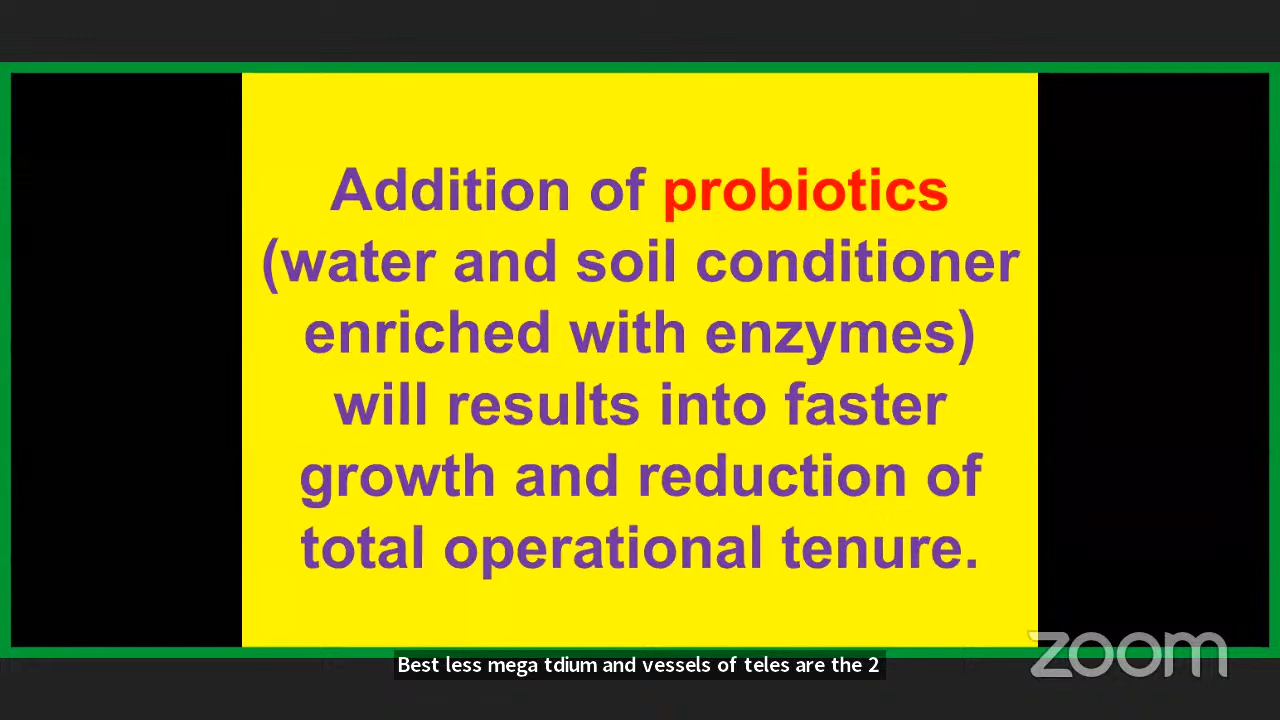 Addition of probiotics
(water and soil conditioner
enriched with enzymes)
will results into faster
growth and reduction of
total operational tenure.
Best less mega tdium and vessels of teles are the 2
zoom